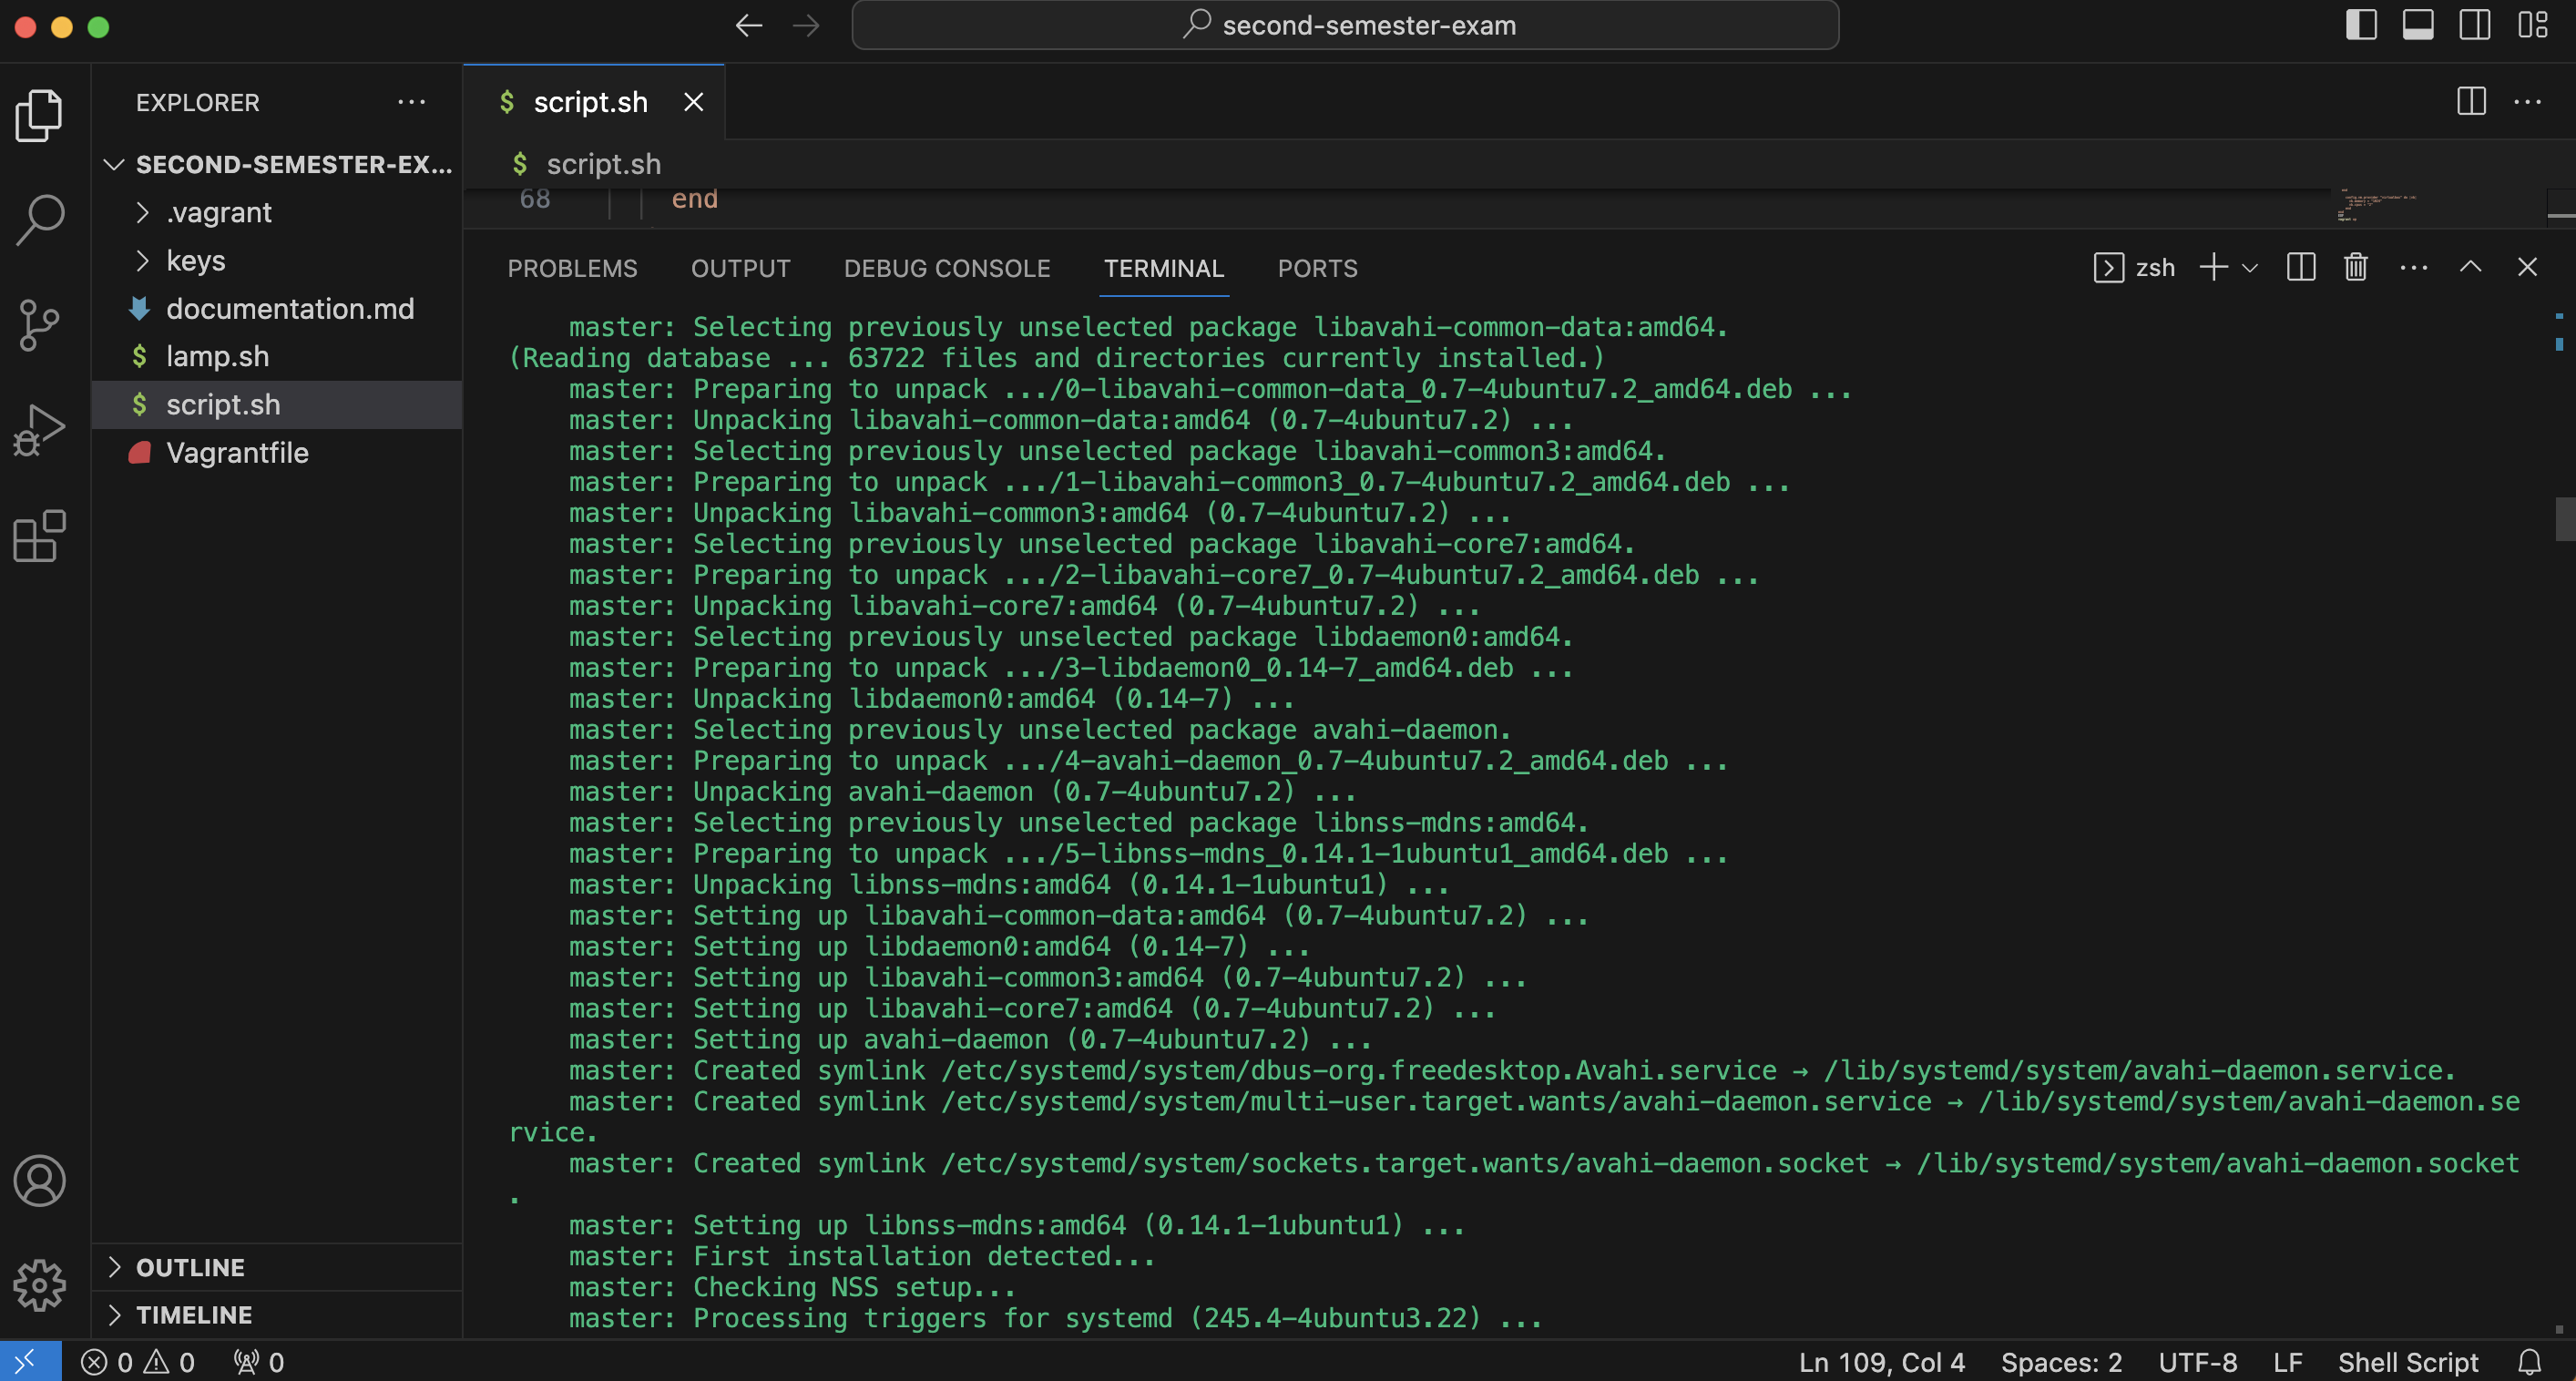 second-semester-exam
EXPLORER
SECOND-SEMESTER-EX...
.vagrant
keys
documentation.md
lamp.sh
script.sh
Vagrantfile
OUTLINE
TIMELINE
script.sh
script.sh
68 end
PROBLEMS OUTPUT DEBUG CONSOLE TERMINAL PORTS zsh
master: Selecting previously unselected package libavahi-common-data:amd64.
(Reading database ... 63722 files and directories currently installed.)
master: Preparing to unpack .../0-libavahi-common-data_0.7-4ubuntu7.2_amd64.deb ...
master: Unpacking libavahi-common-data:amd64 (0.7-4ubuntu7.2) ...
master: Selecting previously unselected package libavahi-common3:amd64.
master: Preparing to unpack .../1-libavahi-common3_0.7-4ubuntu7.2_amd64.deb ...
master: Unpacking libavahi-common3:amd64 (0.7-4ubuntu7.2) ...
master: Selecting previously unselected package libavahi-core7:amd64.
master: Preparing to unpack .../2-libavahi-core7_0.7-4ubuntu7.2_amd64.deb ...
master: Unpacking libavahi-core7:amd64 (0.7-4ubuntu7.2) ...
master: Selecting previously unselected package libdaemon0:amd64.
master: Preparing to unpack .../3-libdaemon0_0.14-7_amd64.deb ...
master: Unpacking libdaemon0:amd64 (0.14-7) ...
master: Selecting previously unselected package avahi-daemon.
master: Preparing to unpack .../4-avahi-daemon_0.7-4ubuntu7.2_amd64.deb ...
master: Unpacking avahi-daemon (0.7-4ubuntu7.2) ...
master: Selecting previously unselected package libnss-mdns:amd64.
master: Preparing to unpack .../5-libnss-mdns_0.14.1-1ubuntu1_amd64.deb ...
master: Unpacking libnss-mdns:amd64 (0.14.1-1ubuntu1) ...
master: Setting up libavahi-common-data:amd64 (0.7-4ubuntu7.2) ...
master: Setting up libdaemon0:amd64 (0.14-7) ...
master: Setting up libavahi-common3:amd64 (0.7-4ubuntu7.2) ...
master: Setting up libavahi-core7:amd64 (0.7-4ubuntu7.2) ...
master: Setting up avahi-daemon (0.7-4ubuntu7.2) ...
master: Created symlink /etc/systemd/system/dbus-org.freedesktop.Avahi.service → /lib/systemd/system/avahi-daemon.service.
master: Created symlink /etc/systemd/system/multi-user.target.wants/avahi-daemon.service → /lib/systemd/system/avahi-daemon.se
rvice.
master: Created symlink /etc/systemd/system/sockets.target.wants/avahi-daemon.socket → /lib/systemd/system/avahi-daemon.socket
.
master: Setting up libnss-mdns:amd64 (0.14.1-1ubuntu1) ...
master: First installation detected...
master: Checking NSS setup...
master: Processing triggers for systemd (245.4-4ubuntu3.22) ...
0 0 0 Ln 109, Col 4 Spaces: 2 UTF-8 LF Shell Script